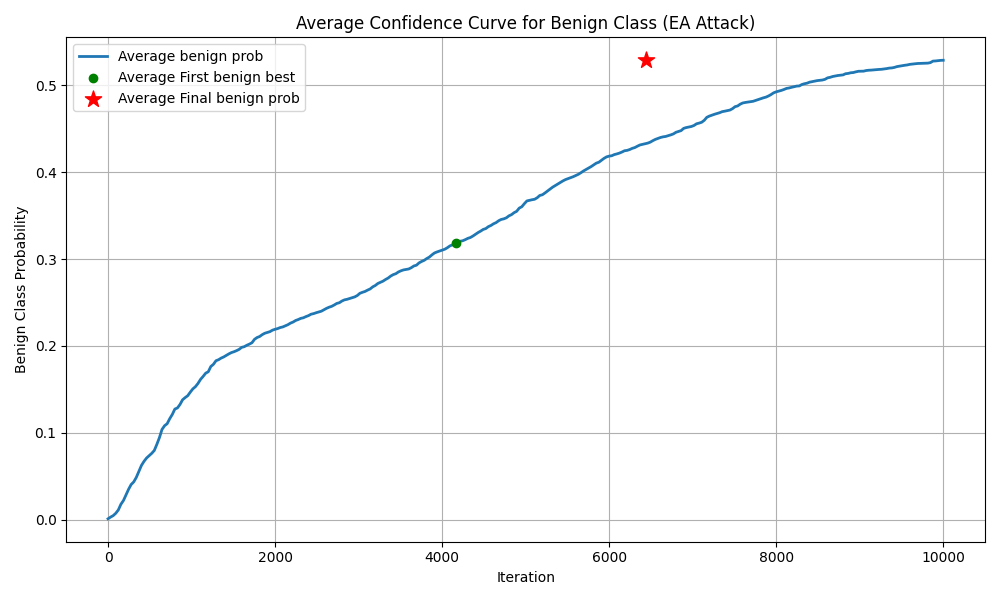 Average Confidence Curve for Benign Class (EA Attack)
Average benign prob
Average First benign best
Average Final benign prob
Benign Class Probability
0.5
0.4
0.3
0.2
0.1
0.0
0 2000 4000 6000 8000 10000
Iteration